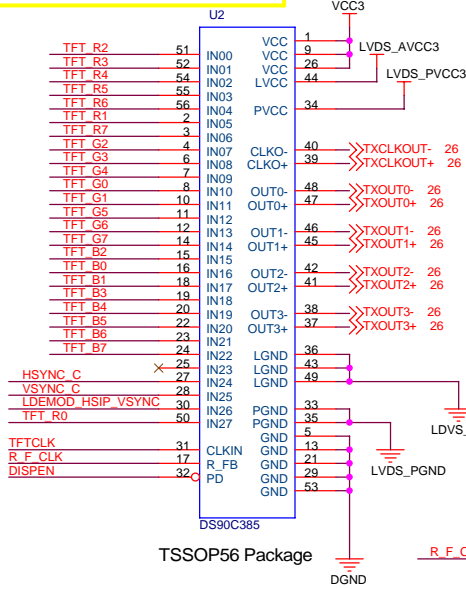 VCC3
U2
TFT_R2 51 IN00 VCC 1
TFT_R3 52 IN01 VCC 9 LVDS_AVCC3
TFT_R4 54 IN02 VCC 26
TFT_R5 55 IN03 LVCC 44 LVDS_PVCC3
TFT_R6 56 IN04 PVCC 34
TFT_R1 2 IN05
TFT_R7 3 IN06
TFT_G2 4 IN07 CLKO- 40 TXCLKOUT- 26
TFT_G3 6 IN08 CLKO+ 39 TXCLKOUT+ 26
TFT_G4 7 IN09
TFT_G0 8 IN10 OUT0- 48 TXOUT0- 26
TFT_G1 10 IN11 OUT0+ 47 TXOUT0+ 26
TFT_G5 11 IN12
TFT_G6 12 IN13 OUT1- 46 TXOUT1- 26
TFT_G7 14 IN14 OUT1+ 45 TXOUT1+ 26
TFT_B2 15 IN15
TFT_B0 16 IN16 OUT2- 42 TXOUT2- 26
TFT_B1 18 IN17 OUT2+ 41 TXOUT2+ 26
TFT_B3 19 IN18
TFT_B4 20 IN19 OUT3- 38 TXOUT3- 26
TFT_B5 22 IN20 OUT3+ 37 TXOUT3+ 26
TFT_B6 23 IN21
TFT_B7 24 IN22 LGND 36
25 IN23 LGND 43
HSYNC_C 27 IN24 LGND 49
VSYNC_C 28 IN25
LDEMOD_HSIP_VSYNC 30 IN26 PGND 33
TFT_R0 50 IN27 PGND 35 LDVS_
GND 5
TFTCLK 31 CLKIN GND 13
R_F_CLK 17 R_FB GND 21
DISPEN 32 PD GND 29 LVDS_PGND
GND 53
DS90C385
TSSOP56 Package R_F_C
DGND